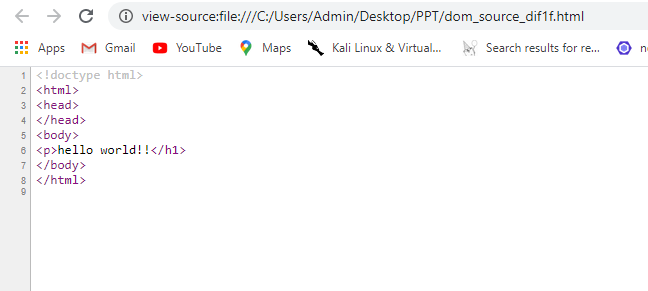 view-source:file:///C:/Users/Admin/Desktop/PPT/dom_source_dif1f.html
Apps Gmail YouTube Maps Kali Linux & Virtual... Search results for re...
1 <!doctype html>
2 <html>
3 <head>
4 </head>
5 <body>
6 <p>hello world!!</h1>
7 </body>
8 </html>
9